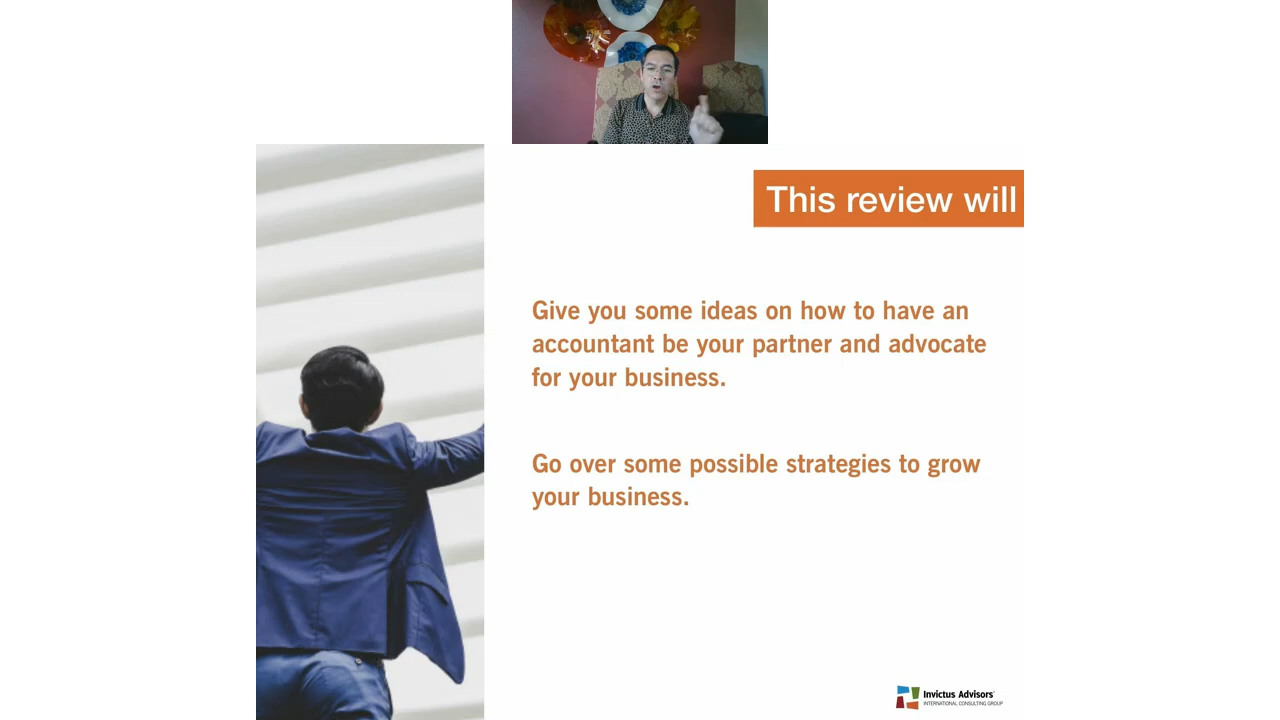 This review will
Give you some ideas on how to have an
accountant be your partner and advocate
for your business.
Go over some possible strategies to grow
your business.
Invictus Advisors
INTERNATIONAL CONSULTING GROUP